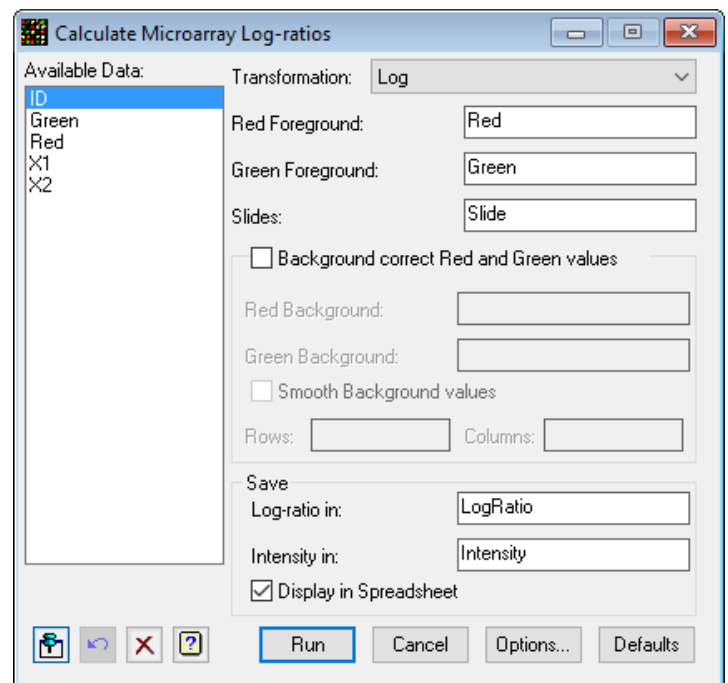 Calculate Microarray Log-ratios
Available Data:
ID
Green
Red
X1
X2
Transformation: Log
Red Foreground: Red
Green Foreground: Green
Slides: Slide
Background correct Red and Green values
Red Background:
Green Background:
Smooth Background values
Rows: Columns:
Save
Log-ratio in: LogRatio
Intensity in: Intensity
Display in Spreadsheet
? Run Cancel Options... Defaults